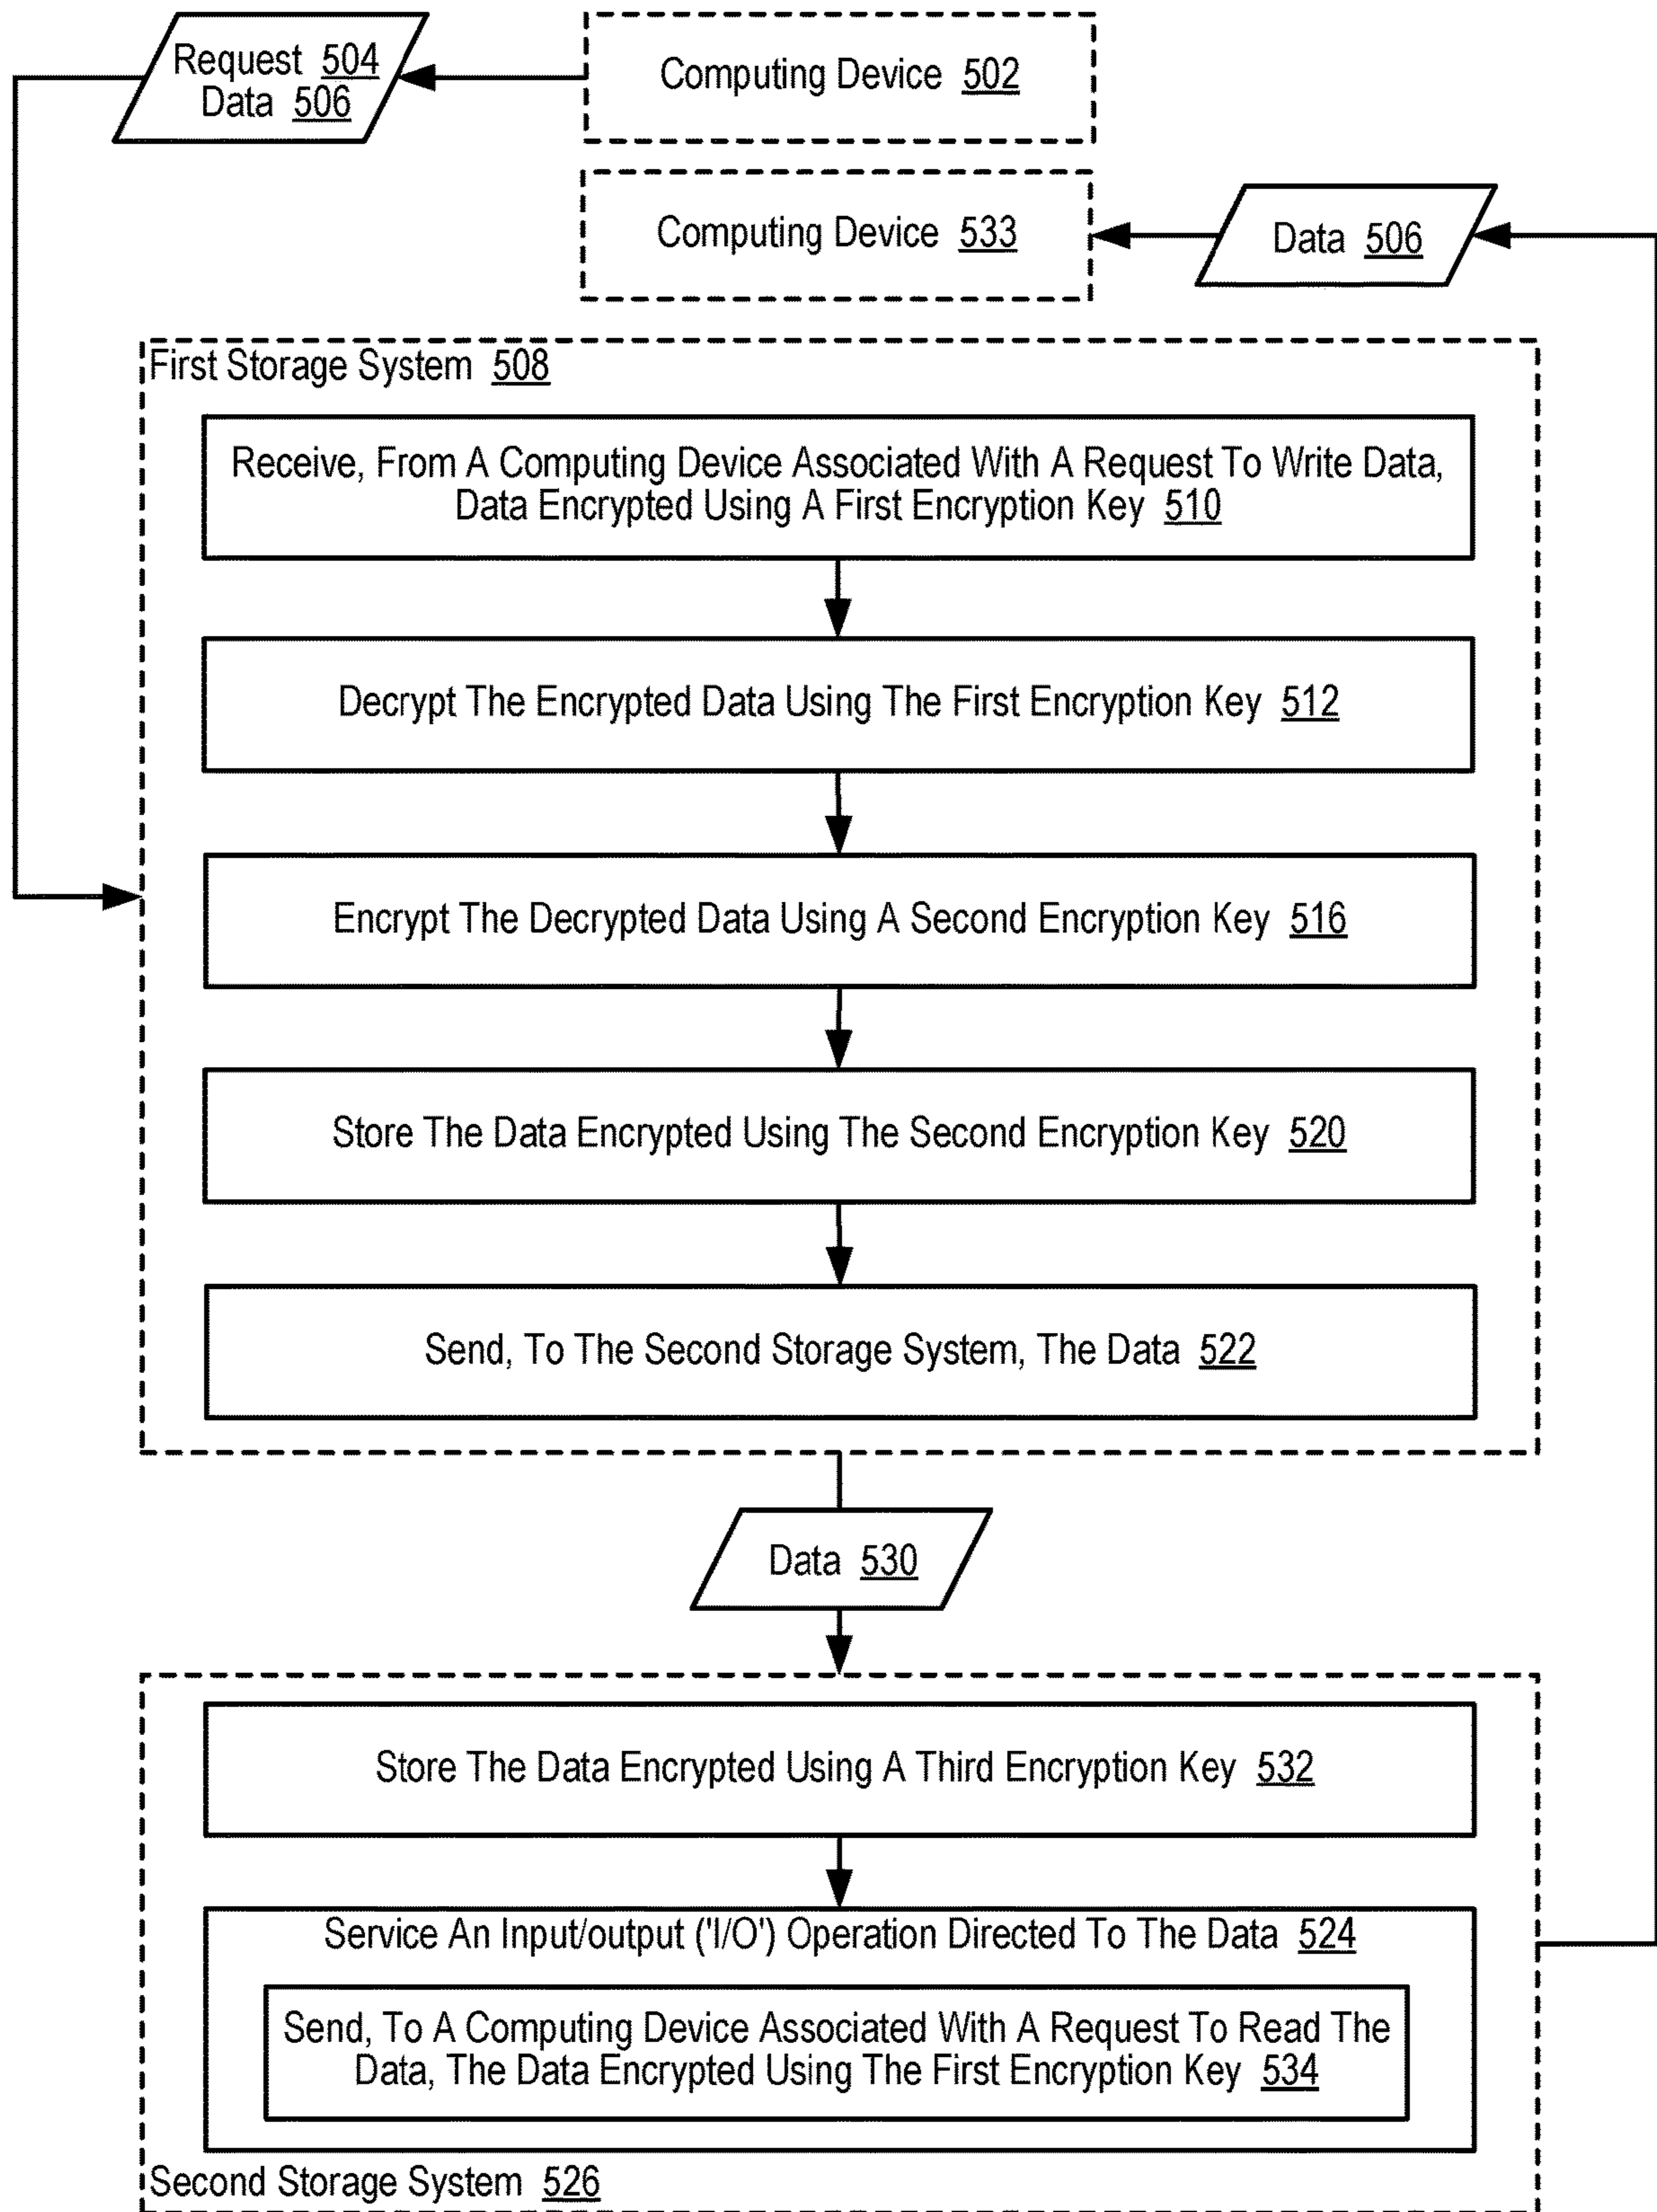 Request 504
Data 506
Computing Device 502
Computing Device 533
Data 506
First Storage System 508
Receive, From A Computing Device Associated With A Request To Write Data,
Data Encrypted Using A First Encryption Key 510
Decrypt The Encrypted Data Using The First Encryption Key 512
Encrypt The Decrypted Data Using A Second Encryption Key 516
Store The Data Encrypted Using The Second Encryption Key 520
Send, To The Second Storage System, The Data 522
Data 530
Store The Data Encrypted Using A Third Encryption Key 532
Service An Input/output ('I/O') Operation Directed To The Data 524
Send, To A Computing Device Associated With A Request To Read The
Data, The Data Encrypted Using The First Encryption Key 534
Second Storage System 526